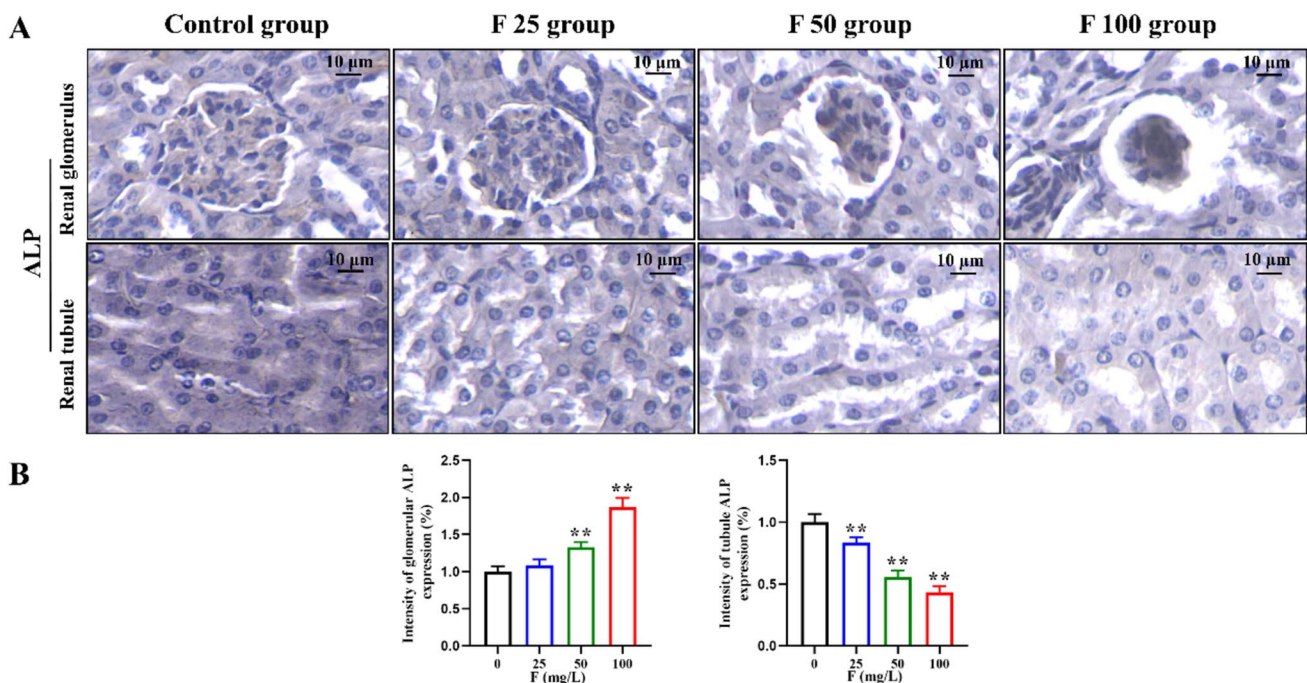 A
Control group
F 25 group
F 50 group
F 100 group
ALP
Renal glomerulus
10 μm
10 μm
10 μm
10 μm
Renal tubule
10 μm
10 μm
10 μm
10 μm
B
Intensity of glomerular ALP
expression (%)
2.5
2.0
1.5
1.0
0.5
0.0
**
**
0
25
50
100
F (mg/L)
Intensity of tubule ALP
expression (%)
1.5
1.0
0.5
0.0
**
**
**
0
25
50
100
F (mg/L)